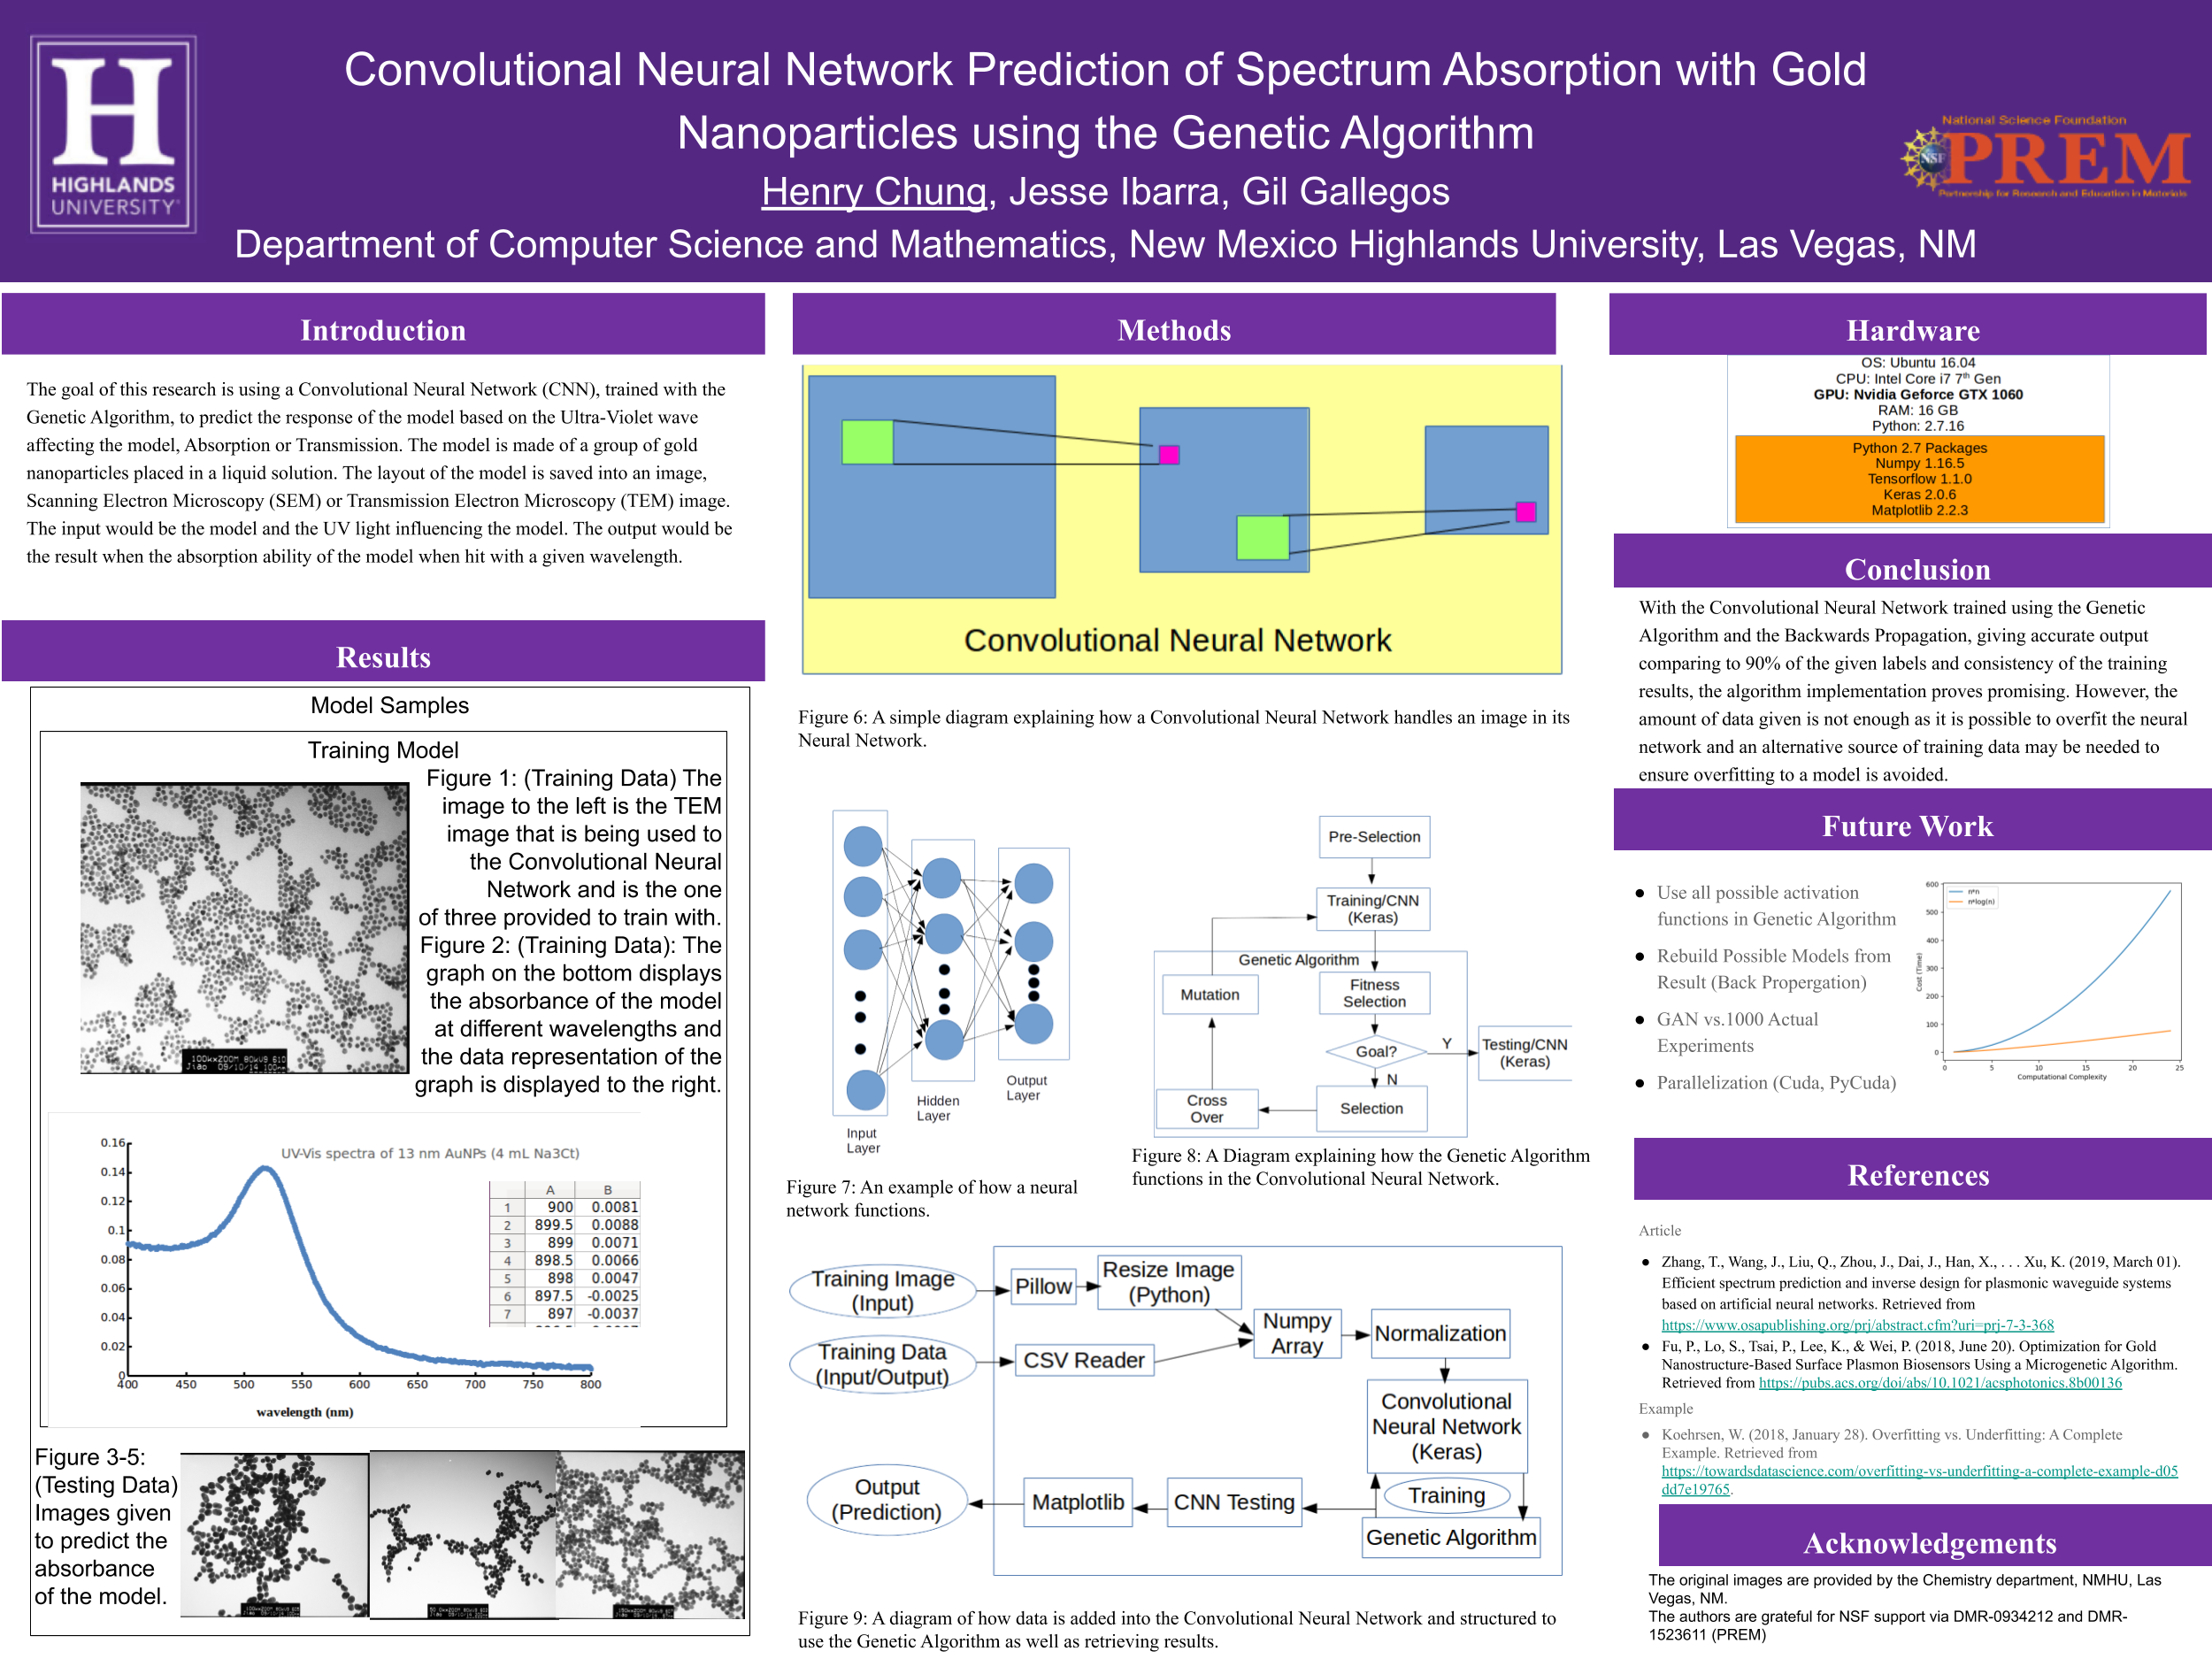 Convolutional Neural Network Prediction of Spectrum Absorption with Gold
Nanoparticles using the Genetic Algorithm
Henry Chung, Jesse Ibarra, Gil Gallegos
Department of Computer Science and Mathematics, New Mexico Highlands University, Las Vegas, NM
H
HIGHLANDS
UNIVERSITY
National Science Foundation
NSF
PREM
Partnership for Research and Education in Materials
Introduction
The goal of this research is using a Convolutional Neural Network (CNN), trained with the
Genetic Algorithm, to predict the response of the model based on the Ultra-Violet wave
affecting the model, Absorption or Transmission. The model is made of a group of gold
nanoparticles placed in a liquid solution. The layout of the model is saved into an image,
Scanning Electron Microscopy (SEM) or Transmission Electron Microscopy (TEM) image.
The input would be the model and the UV light influencing the model. The output would be
the result when the absorption ability of the model when hit with a given wavelength.
Results
Model Samples
Training Model
Figure 1: (Training Data) The
image to the left is the TEM
image that is being used to
the Convolutional Neural
Network and is the one
of three provided to train with.
Figure 2: (Training Data): The
graph on the bottom displays
the absorbance of the model
at different wavelengths and
the data representation of the
graph is displayed to the right.
100kxZOOM 80kV8 610
Jiao 09/10/14 100nm
UV-Vis spectra of 13 nm AuNPs (4 mL Na3Ct)
0.16
0.14
0.12
0.1
0.08
0.06
0.04
0.02
0
400 450 500 550 600 650 700 750 800
wavelength (nm)
A B
1 900 0.0081
2 899.5 0.0088
3 899 0.0071
4 898.5 0.0066
5 898 0.0047
6 897.5 -0.0025
7 897 -0.0037
Figure 3-5:
(Testing Data)
Images given
to predict the
absorbance
of the model.
Methods
Convolutional Neural Network
Figure 6: A simple diagram explaining how a Convolutional Neural Network handles an image in its
Neural Network.
Input
Layer
Hidden
Layer
Output
Layer
Figure 7: An example of how a neural
network functions.
Pre-Selection
Training/CNN
(Keras)
Genetic Algorithm
Mutation
Fitness
Selection
Goal?
Y
N
Testing/CNN
(Keras)
Cross
Over
Selection
Figure 8: A Diagram explaining how the Genetic Algorithm
functions in the Convolutional Neural Network.
Training Image
(Input)
Pillow
Resize Image
(Python)
Training Data
(Input/Output)
CSV Reader
Numpy
Array
Normalization
Convolutional
Neural Network
(Keras)
Training
Genetic Algorithm
CNN Testing
Matplotlib
Output
(Prediction)
Figure 9: A diagram of how data is added into the Convolutional Neural Network and structured to
use the Genetic Algorithm as well as retrieving results.
Hardware
OS: Ubuntu 16.04
CPU: Intel Core i7 7th Gen
GPU: Nvidia Geforce GTX 1060
RAM: 16 GB
Python: 2.7.16
Python 2.7 Packages
Numpy 1.16.5
Tensorflow 1.1.0
Keras 2.0.6
Matplotlib 2.2.3
Conclusion
With the Convolutional Neural Network trained using the Genetic
Algorithm and the Backwards Propagation, giving accurate output
comparing to 90% of the given labels and consistency of the training
results, the algorithm implementation proves promising. However, the
amount of data given is not enough as it is possible to overfit the neural
network and an alternative source of training data may be needed to
ensure overfitting to a model is avoided.
Future Work
● Use all possible activation
functions in Genetic Algorithm
● Rebuild Possible Models from
Result (Back Propergation)
● GAN vs.1000 Actual
Experiments
● Parallelization (Cuda, PyCuda)
n*n
n*log(n)
600
500
400
300
200
100
0
0 5 10 15 20 25
Cost (Time)
Computational Complexity
References
Article
● Zhang, T., Wang, J., Liu, Q., Zhou, J., Dai, J., Han, X., . . . Xu, K. (2019, March 01).
Efficient spectrum prediction and inverse design for plasmonic waveguide systems
based on artificial neural networks. Retrieved from
https://www.osapublishing.org/prj/abstract.cfm?uri=prj-7-3-368
● Fu, P., Lo, S., Tsai, P., Lee, K., & Wei, P. (2018, June 20). Optimization for Gold
Nanostructure-Based Surface Plasmon Biosensors Using a Microgenetic Algorithm.
Retrieved from https://pubs.acs.org/doi/abs/10.1021/acsphotonics.8b00136
Example
● Koehrsen, W. (2018, January 28). Overfitting vs. Underfitting: A Complete
Example. Retrieved from
https://towardsdatascience.com/overfitting-vs-underfitting-a-complete-example-d05
dd7e19765.
Acknowledgements
The original images are provided by the Chemistry department, NMHU, Las
Vegas, NM.
The authors are grateful for NSF support via DMR-0934212 and DMR-
1523611 (PREM)